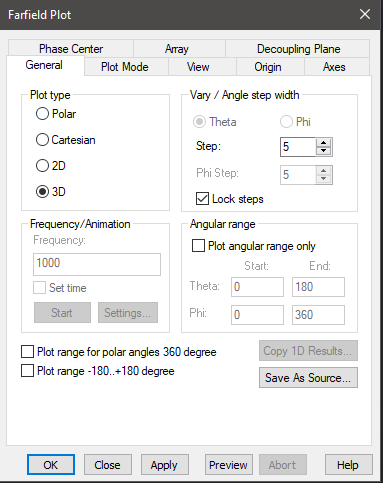 Farfield Plot
Phase Center Array Decoupling Plane
General Plot Mode View Origin Axes
Plot type
Polar
Cartesian
2D
3D
Vary / Angle step width
Theta Phi
Step: 5
Phi Step: 5
Lock steps
Frequency/Animation
Frequency:
1000
Set time
Start Settings...
Angular range
Plot angular range only
Start: End:
Theta: 0 180
Phi: 0 360
Plot range for polar angles 360 degree
Plot range -180..+180 degree
Copy 1D Results...
Save As Source...
OK Close Apply Preview Abort Help